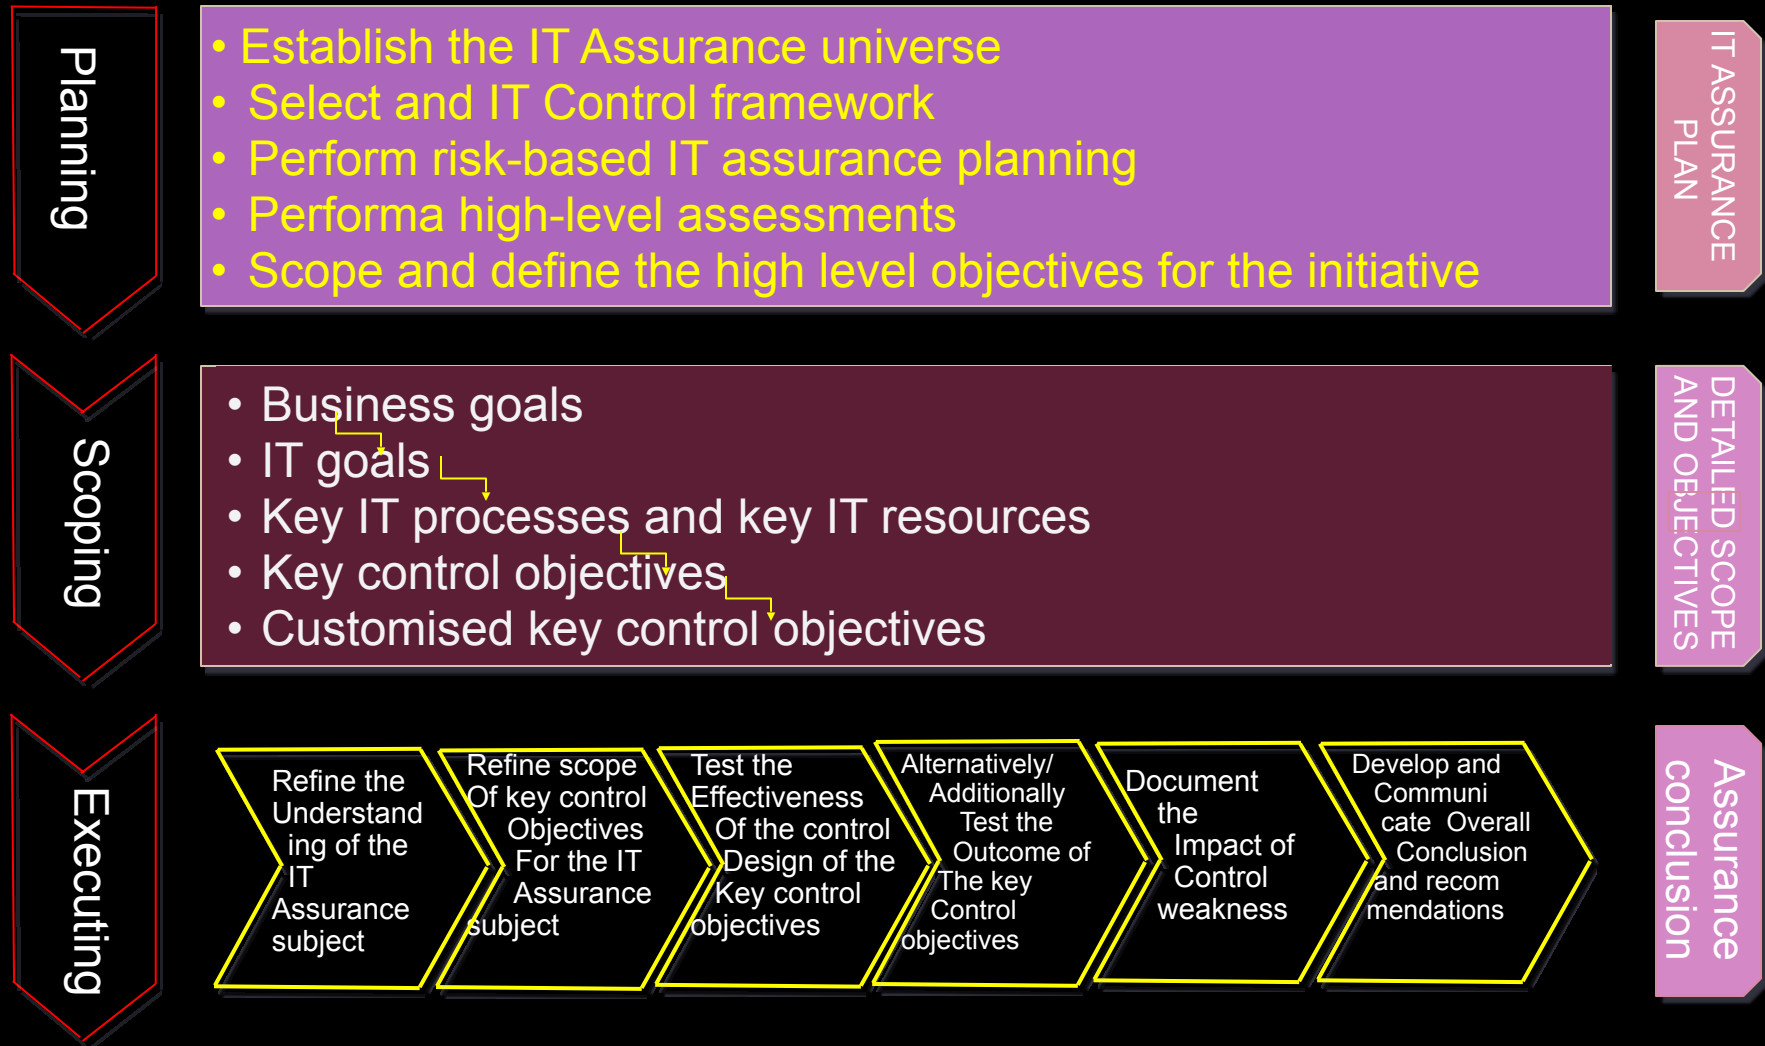 Planning
• Establish the IT Assurance universe
• Select and IT Control framework
• Perform risk-based IT assurance planning
• Performa high-level assessments
• Scope and define the high level objectives for the initiative
IT ASSURANCE
PLAN
Scoping
• Business goals
• IT goals
• Key IT processes and key IT resources
• Key control objectives
• Customised key control objectives
DETAILED SCOPE
AND OBJECTIVES
Executing
Refine the
Understand
ing of the
IT
Assurance
subject
Refine scope
Of key control
Objectives
For the IT
Assurance
subject
Test the
Effectiveness
Of the control
Design of the
Key control
objectives
Alternatively/
Additionally
Test the
Outcome of
The key
Control
objectives
Document
the
Impact of
Control
weakness
Develop and
Communi
cate Overall
Conclusion
and recom
mendations
Assurance
conclusion